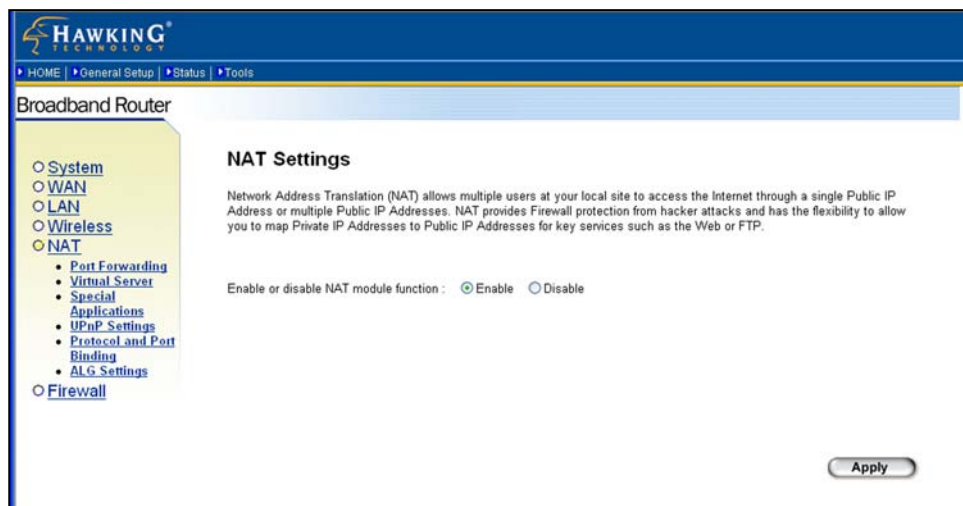 HAWKING®
TECHNOLOGY
HOME | General Setup | Status | Tools
Broadband Router
System
WAN
LAN
Wireless
NAT
Port Forwarding
Virtual Server
Special
Applications
UPnP Settings
Protocol and Port
Binding
ALG Settings
Firewall
NAT Settings
Network Address Translation (NAT) allows multiple users at your local site to access the Internet through a single Public IP
Address or multiple Public IP Addresses. NAT provides Firewall protection from hacker attacks and has the flexibility to allow
you to map Private IP Addresses to Public IP Addresses for key services such as the Web or FTP.
Enable or disable NAT module function : Enable Disable
Apply